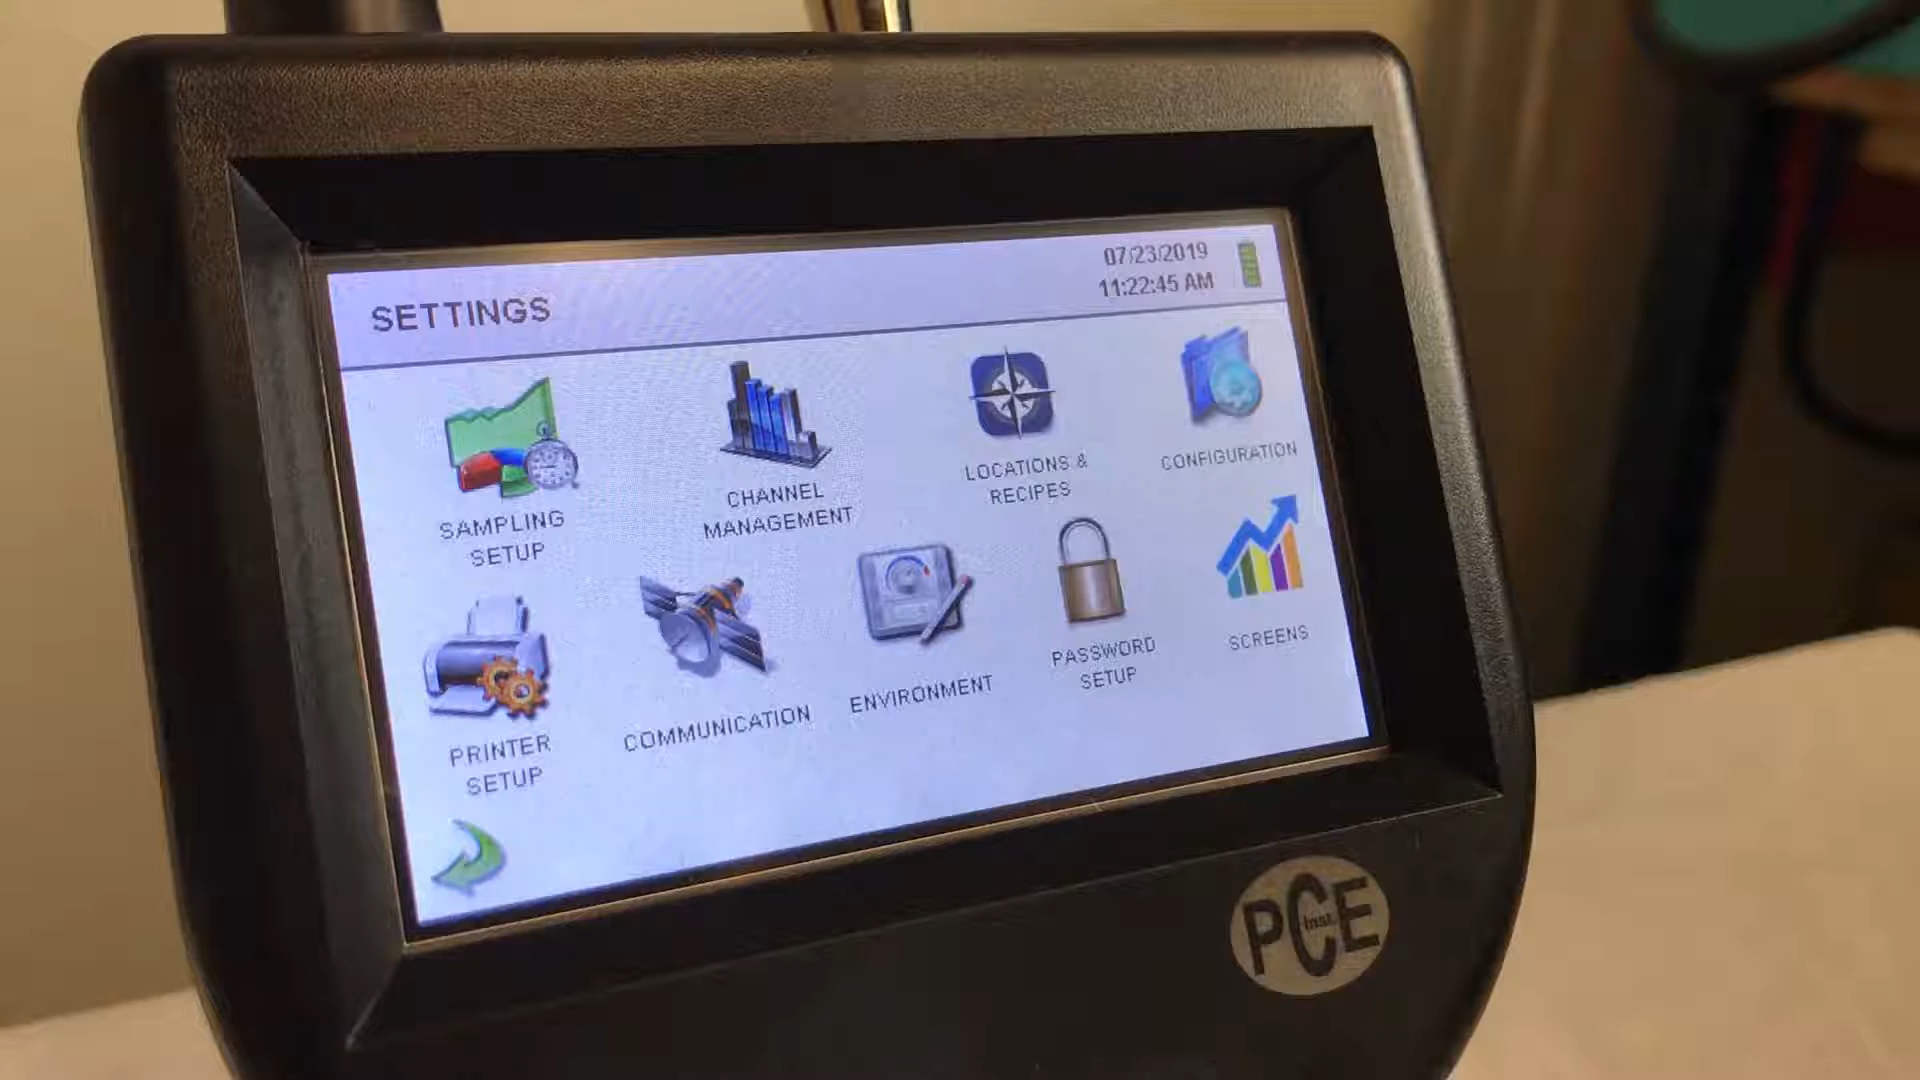 SETTINGS
07/23/2019
11:22:45 AM
SAMPLING
SETUP
CHANNEL
MANAGEMENT
LOCATIONS &
RECIPES
CONFIGURATION
PRINTER
SETUP
COMMUNICATION
ENVIRONMENT
PASSWORD
SETUP
SCREENS
PCE
Inst.